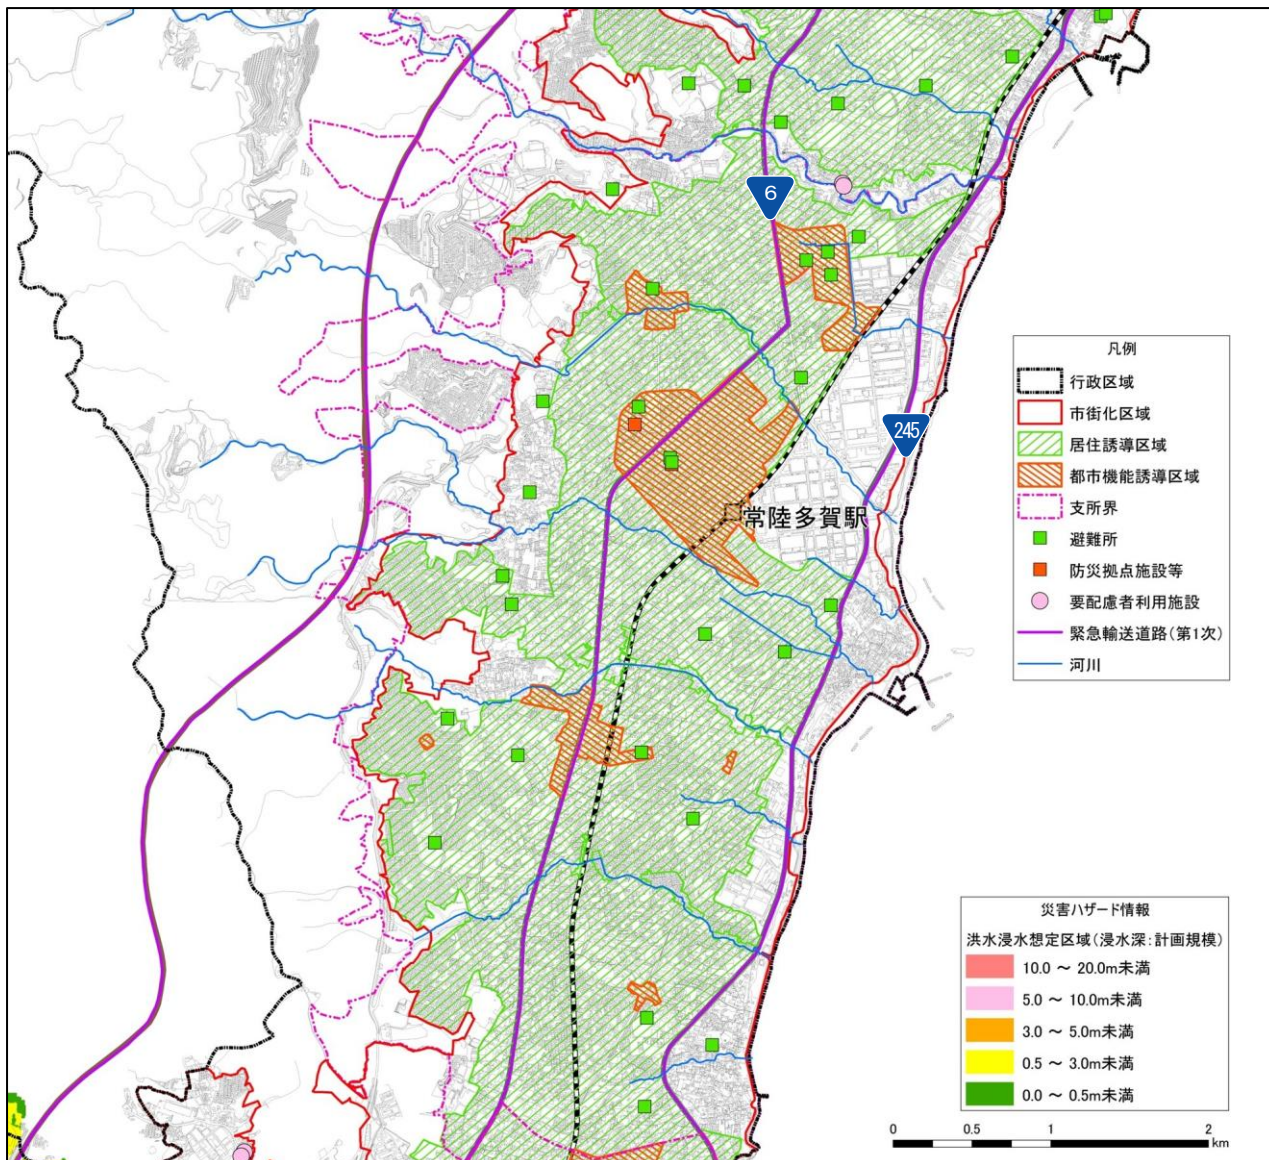 6
245
常陸多賀駅
凡例
行政区域
市街化区域
居住誘導区域
都市機能誘導区域
支所界
避難所
防災拠点施設等
要配慮者利用施設
緊急輸送道路(第1次)
河川
災害ハザード情報
洪水浸水想定区域(浸水深:計画規模)
10.0 ～ 20.0m未満
5.0 ～ 10.0m未満
3.0 ～ 5.0m未満
0.5 ～ 3.0m未満
0.0 ～ 0.5m未満
0 0.5 1 2
km